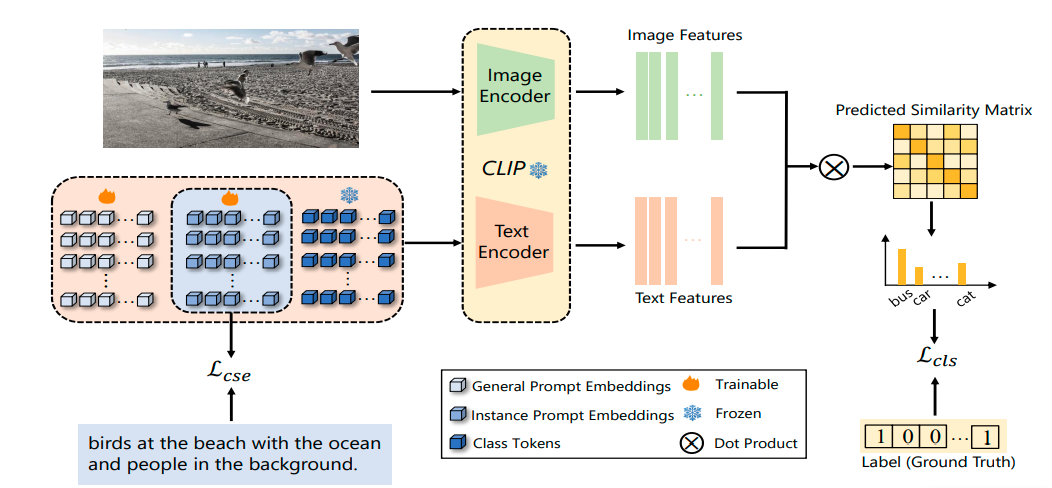 Image Features
Image
Encoder
...
Predicted Similarity Matrix
CLIP
Text
Encoder
...
Text Features
bus
car
...
cat
ℒcse
ℒcls
General Prompt Embeddings
Trainable
Instance Prompt Embeddings
Frozen
Class Tokens
Dot Product
birds at the beach with the ocean
and people in the background.
1 0 0 ... 1
Label (Ground Truth)